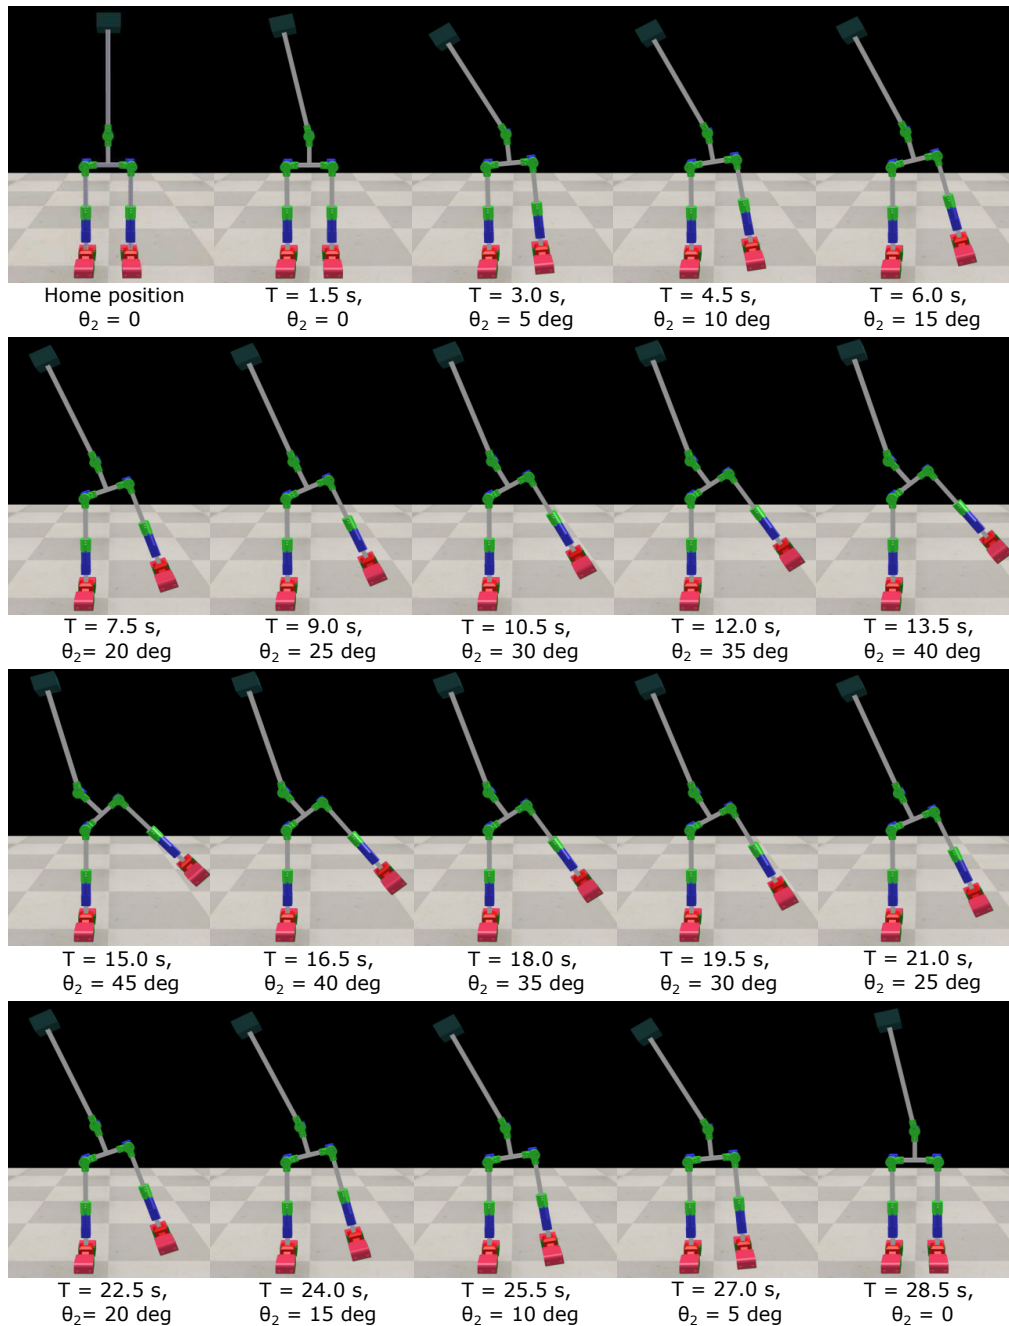 Home position
θ₂ = 0
T = 1.5 s,
θ₂ = 0
T = 3.0 s,
θ₂ = 5 deg
T = 4.5 s,
θ₂ = 10 deg
T = 6.0 s,
θ₂ = 15 deg
T = 7.5 s,
θ₂= 20 deg
T = 9.0 s,
θ₂ = 25 deg
T = 10.5 s,
θ₂ = 30 deg
T = 12.0 s,
θ₂ = 35 deg
T = 13.5 s,
θ₂ = 40 deg
T = 15.0 s,
θ₂ = 45 deg
T = 16.5 s,
θ₂ = 40 deg
T = 18.0 s,
θ₂ = 35 deg
T = 19.5 s,
θ₂ = 30 deg
T = 21.0 s,
θ₂ = 25 deg
T = 22.5 s,
θ₂= 20 deg
T = 24.0 s,
θ₂ = 15 deg
T = 25.5 s,
θ₂ = 10 deg
T = 27.0 s,
θ₂ = 5 deg
T = 28.5 s,
θ₂ = 0